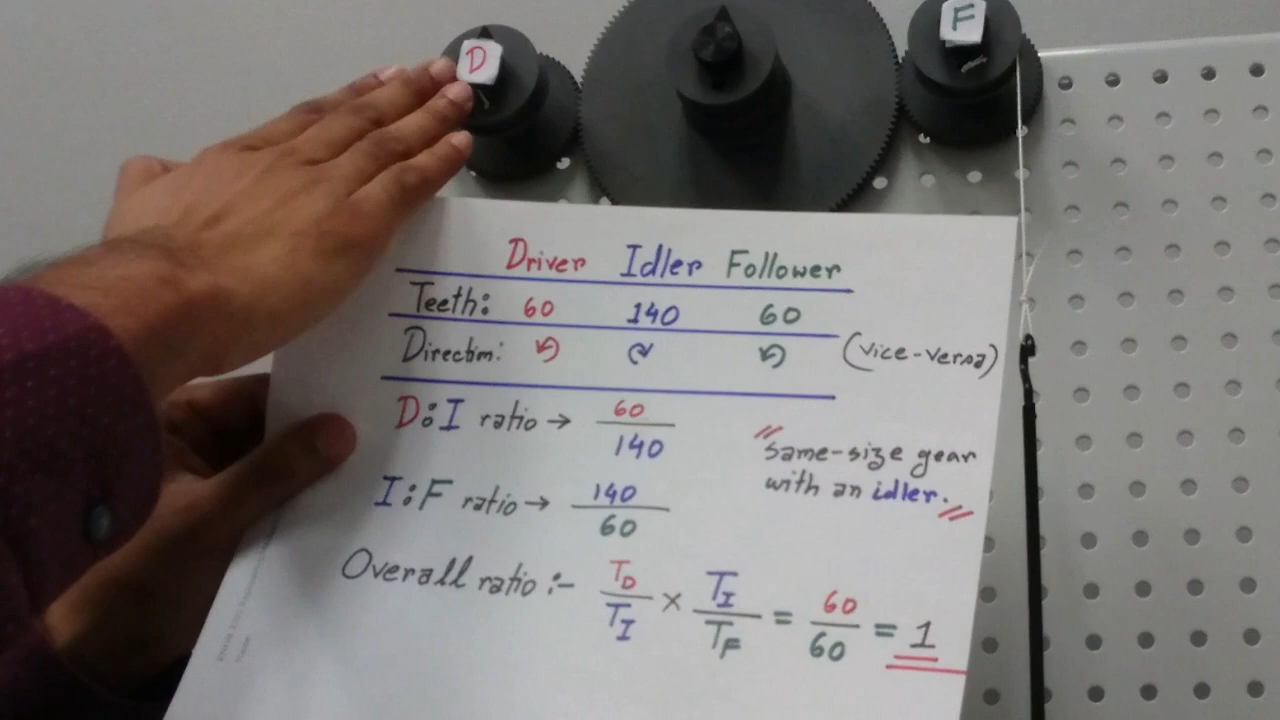 D
F
Driver Idler Follower
Teeth: 60 140 60
Direction: ↺ ↻ ↺ (vice-versa)
D:I ratio → 60/140
"same-size gear
with an idler."
I:F ratio → 140/60
Overall ratio :- T_D/T_I × T_I/T_F = 60/60 = 1